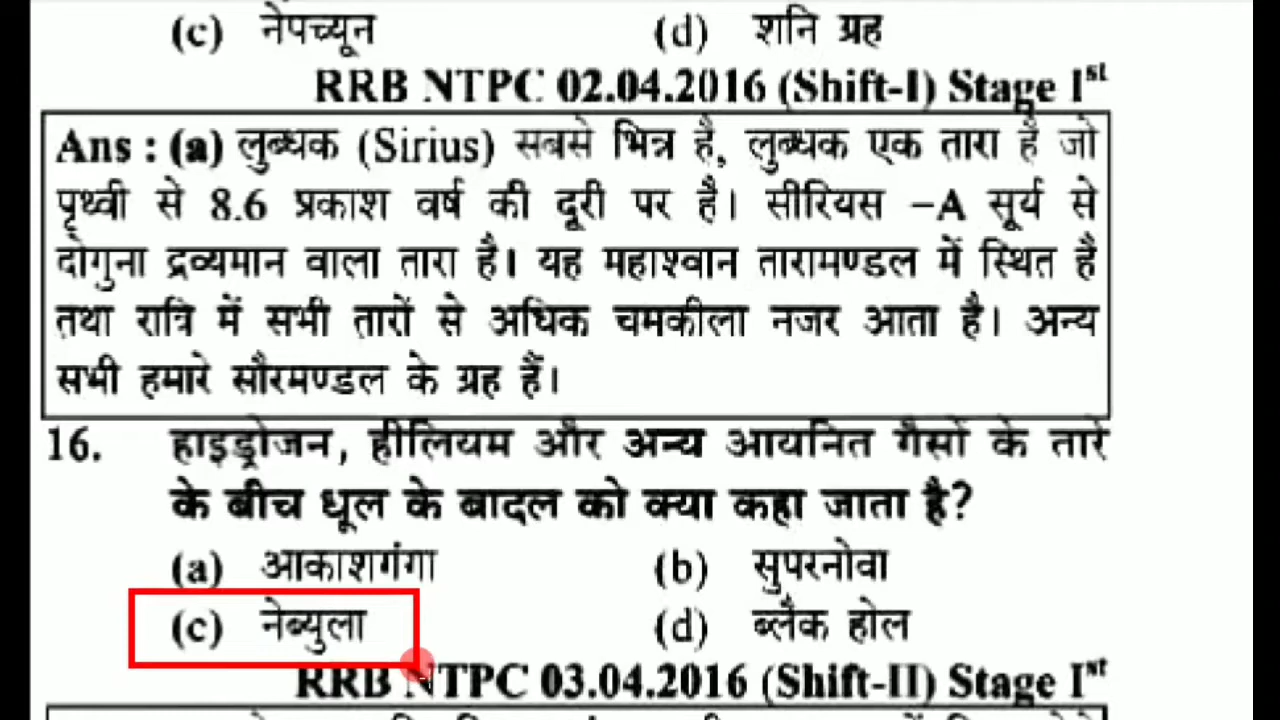 (c) नेपच्यून (d) शनि ग्रह
RRB NTPC 02.04.2016 (Shift-I) Stage Ist
Ans : (a) लुब्धक (Sirius) सबसे भिन्न है, लुब्धक एक तारा है जो
पृथ्वी से 8.6 प्रकाश वर्ष की दूरी पर है। सीरियस –A सूर्य से
दोगुना द्रव्यमान वाला तारा है। यह महाश्वान तारामण्डल में स्थित है
तथा रात्रि में सभी तारों से अधिक चमकीला नजर आता है। अन्य
सभी हमारे सौरमण्डल के ग्रह हैं।
16. हाइड्रोजन, हीलियम और अन्य आयनित गैसों के तारे
के बीच धूल के बादल को क्या कहा जाता है?
(a) आकाशगंगा (b) सुपरनोवा
(c) नेब्युला (d) ब्लैक होल
RRB NTPC 03.04.2016 (Shift-II) Stage Ist